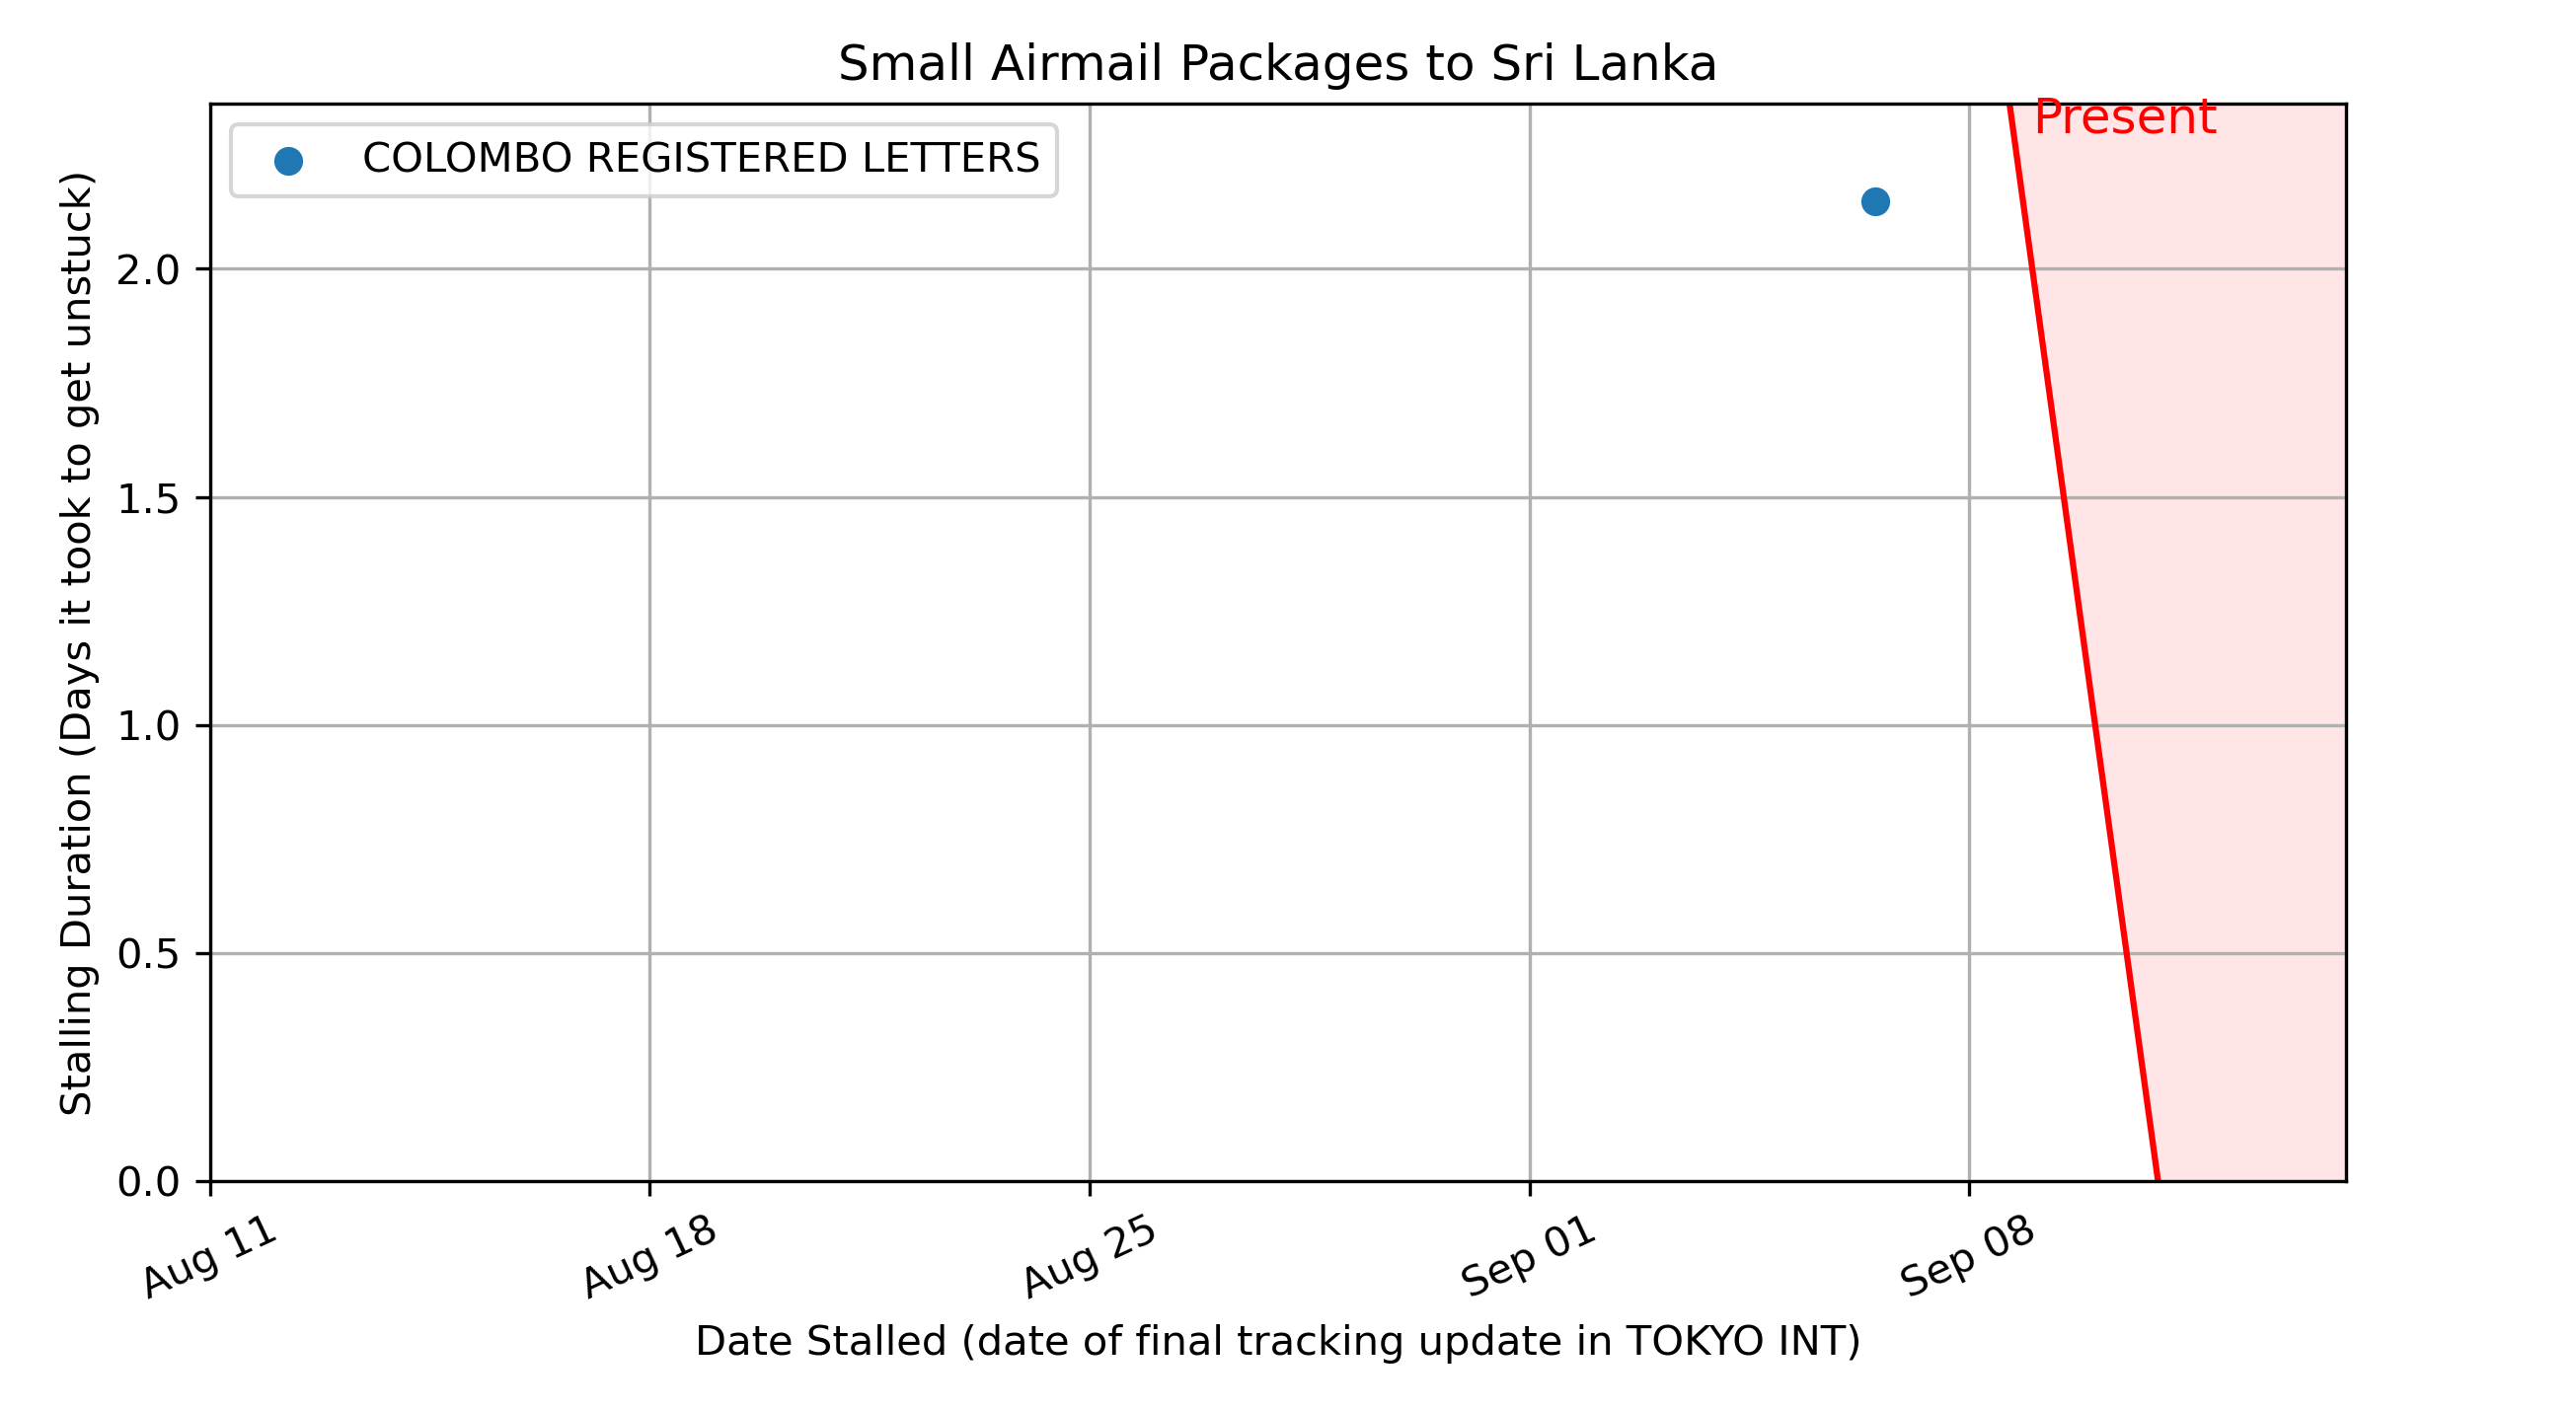 Small Airmail Packages to Sri Lanka
Present
COLOMBO REGISTERED LETTERS
Stalling Duration (Days it took to get unstuck)
2.0
1.5
1.0
0.5
0.0
Aug 11
Aug 18
Aug 25
Sep 01
Sep 08
Date Stalled (date of final tracking update in TOKYO INT)